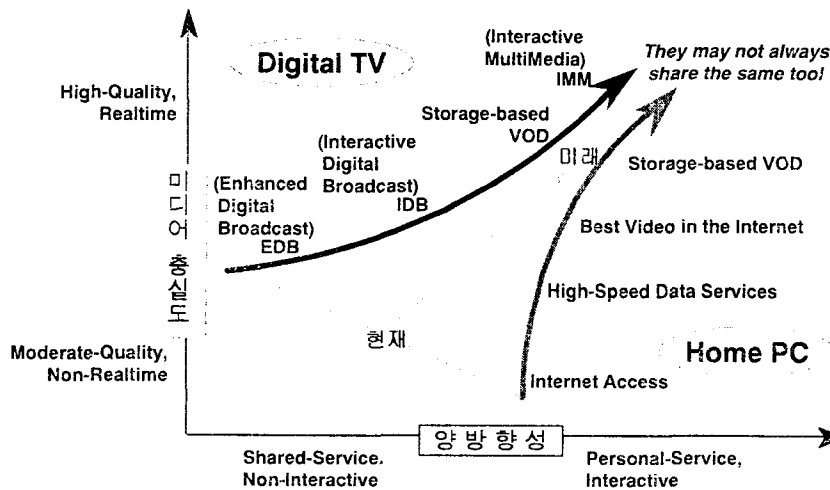 (Interactive
MultiMedia)
IMM
They may not always
share the same tool
Digital TV
High-Quality,
Realtime
Storage-based
VOD
(Interactive
Digital
Broadcast)
IDB
미래
Storage-based VOD
미디어 충실도
(Enhanced
Digital
Broadcast)
EDB
Best Video in the Internet
High-Speed Data Services
현재
Moderate-Quality,
Non-Realtime
Home PC
Internet Access
양방향성
Shared-Service.
Non-Interactive
Personal-Service,
Interactive